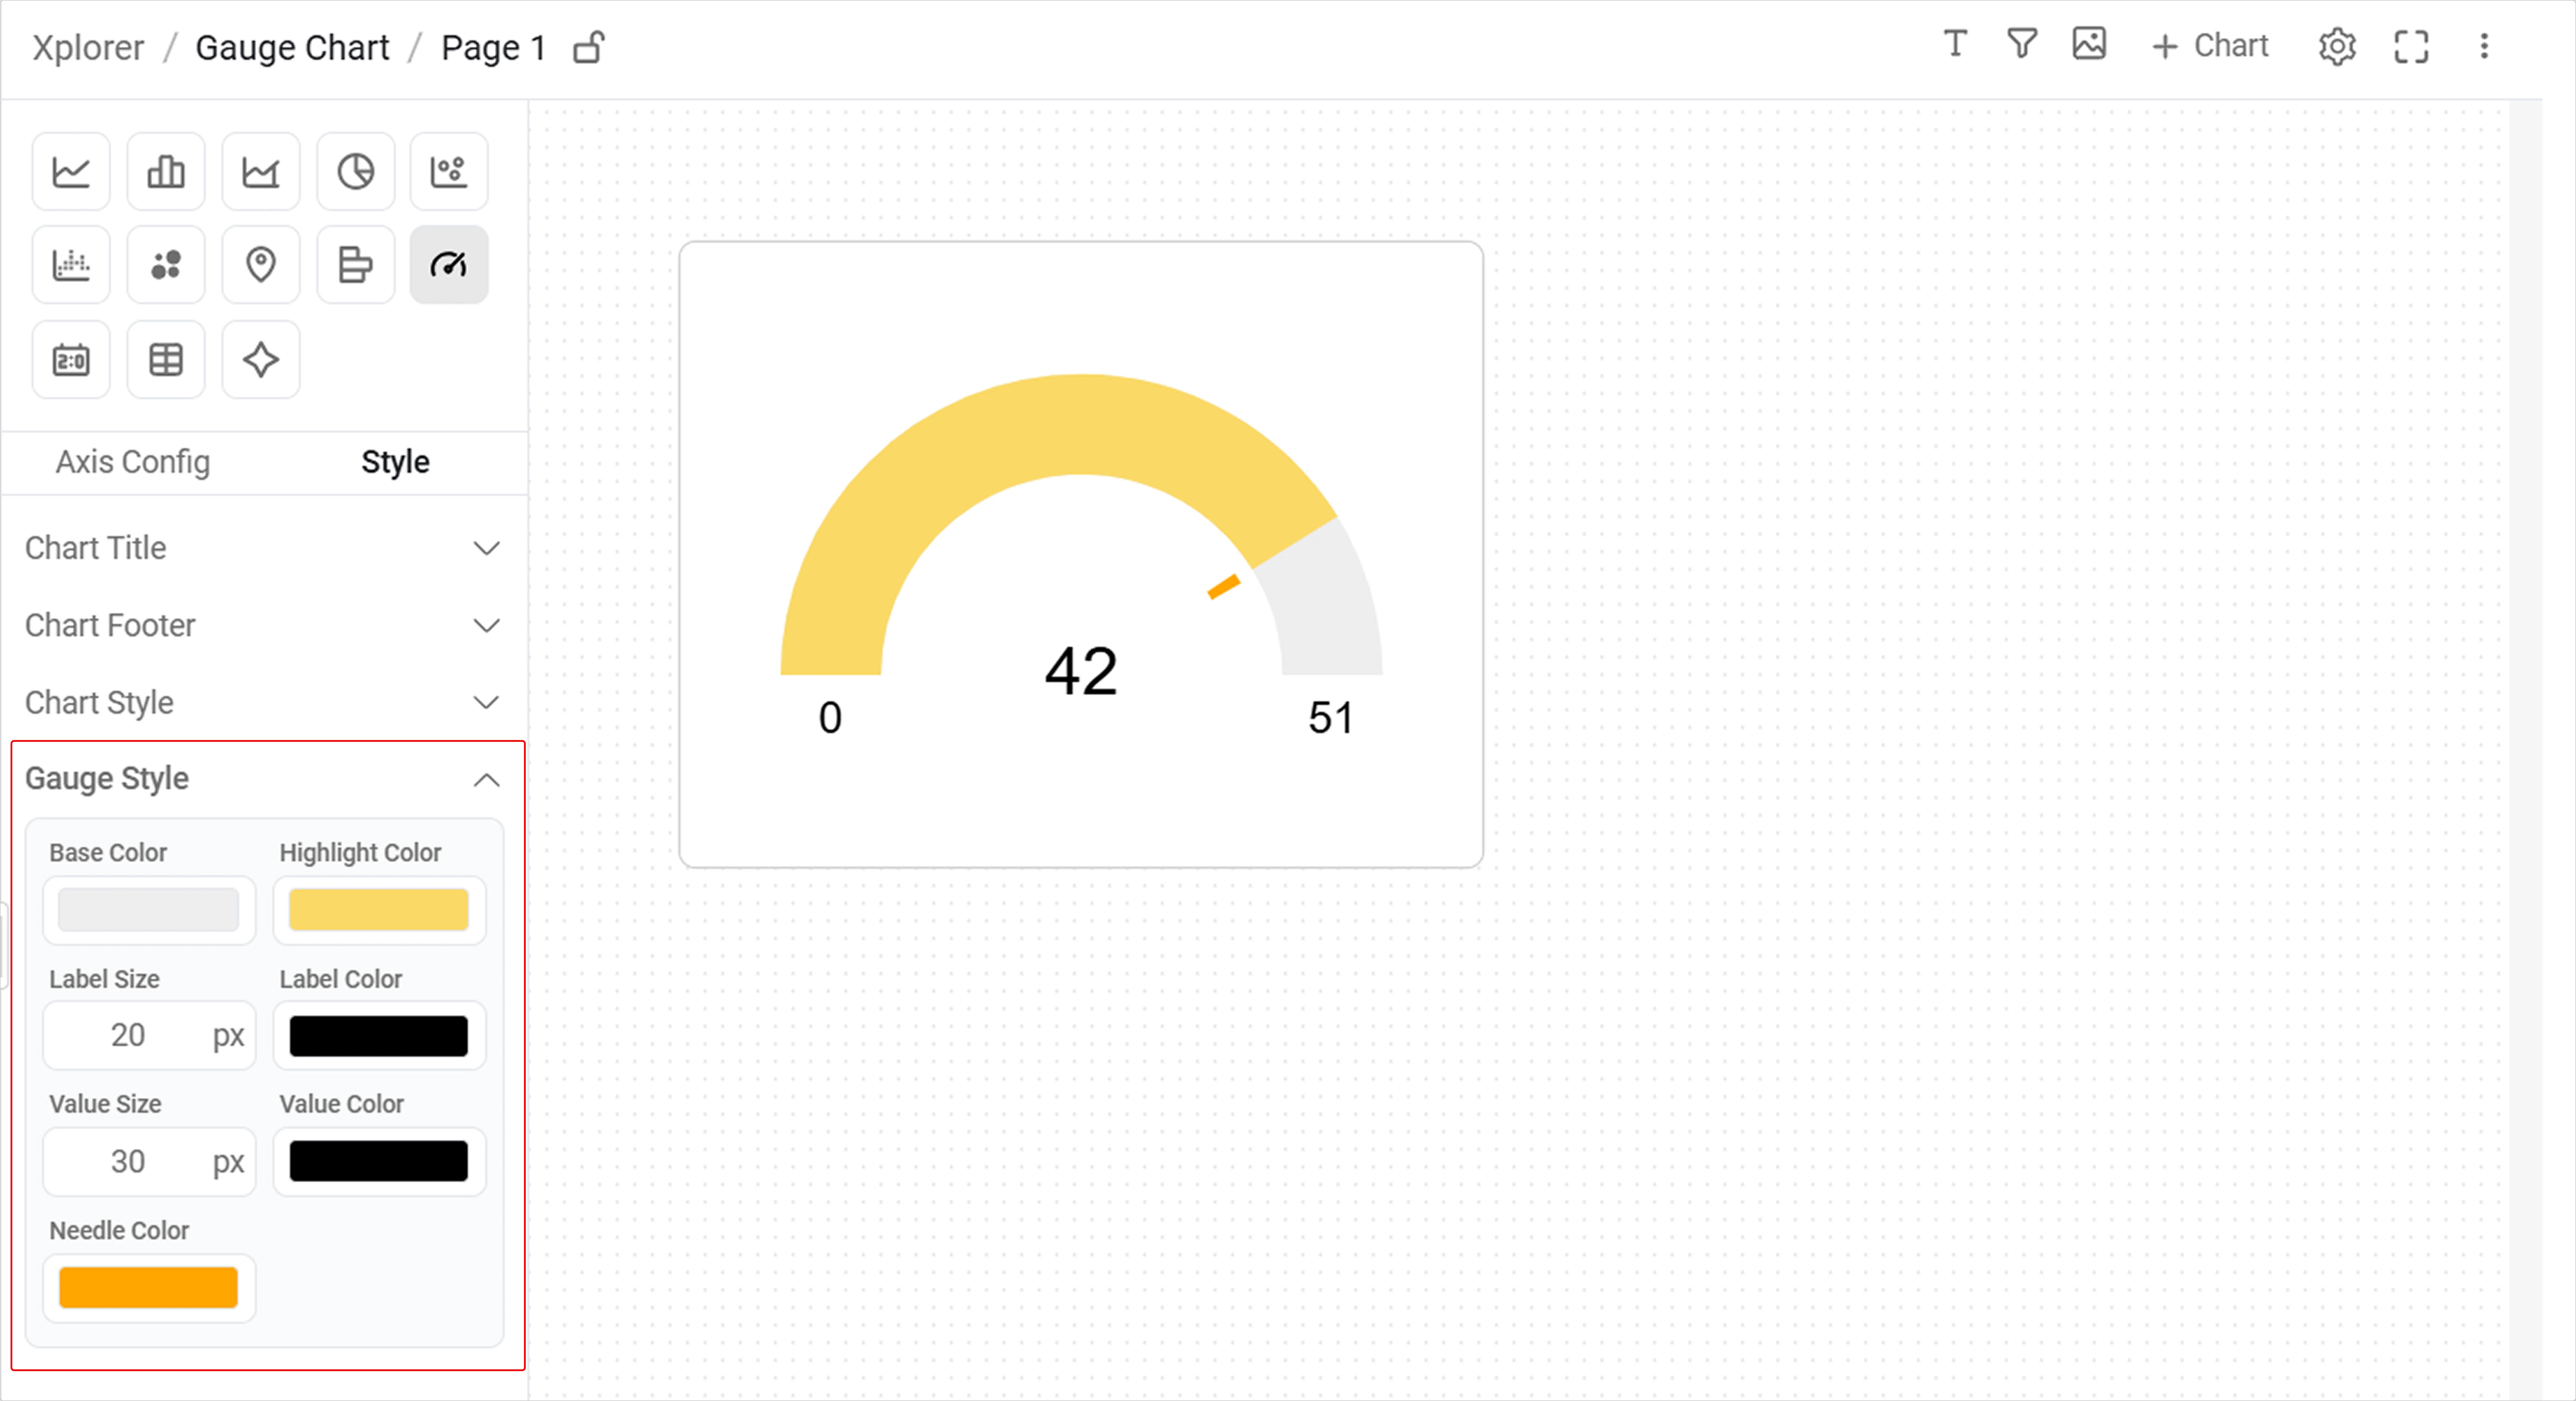 Xplorer / Gauge Chart / Page 1
T
+ Chart
2:0
Axis Config Style
Chart Title
Chart Footer
Chart Style
Gauge Style
Base Color Highlight Color
Label Size Label Color
20 px
Value Size Value Color
30 px
Needle Color
42
0 51